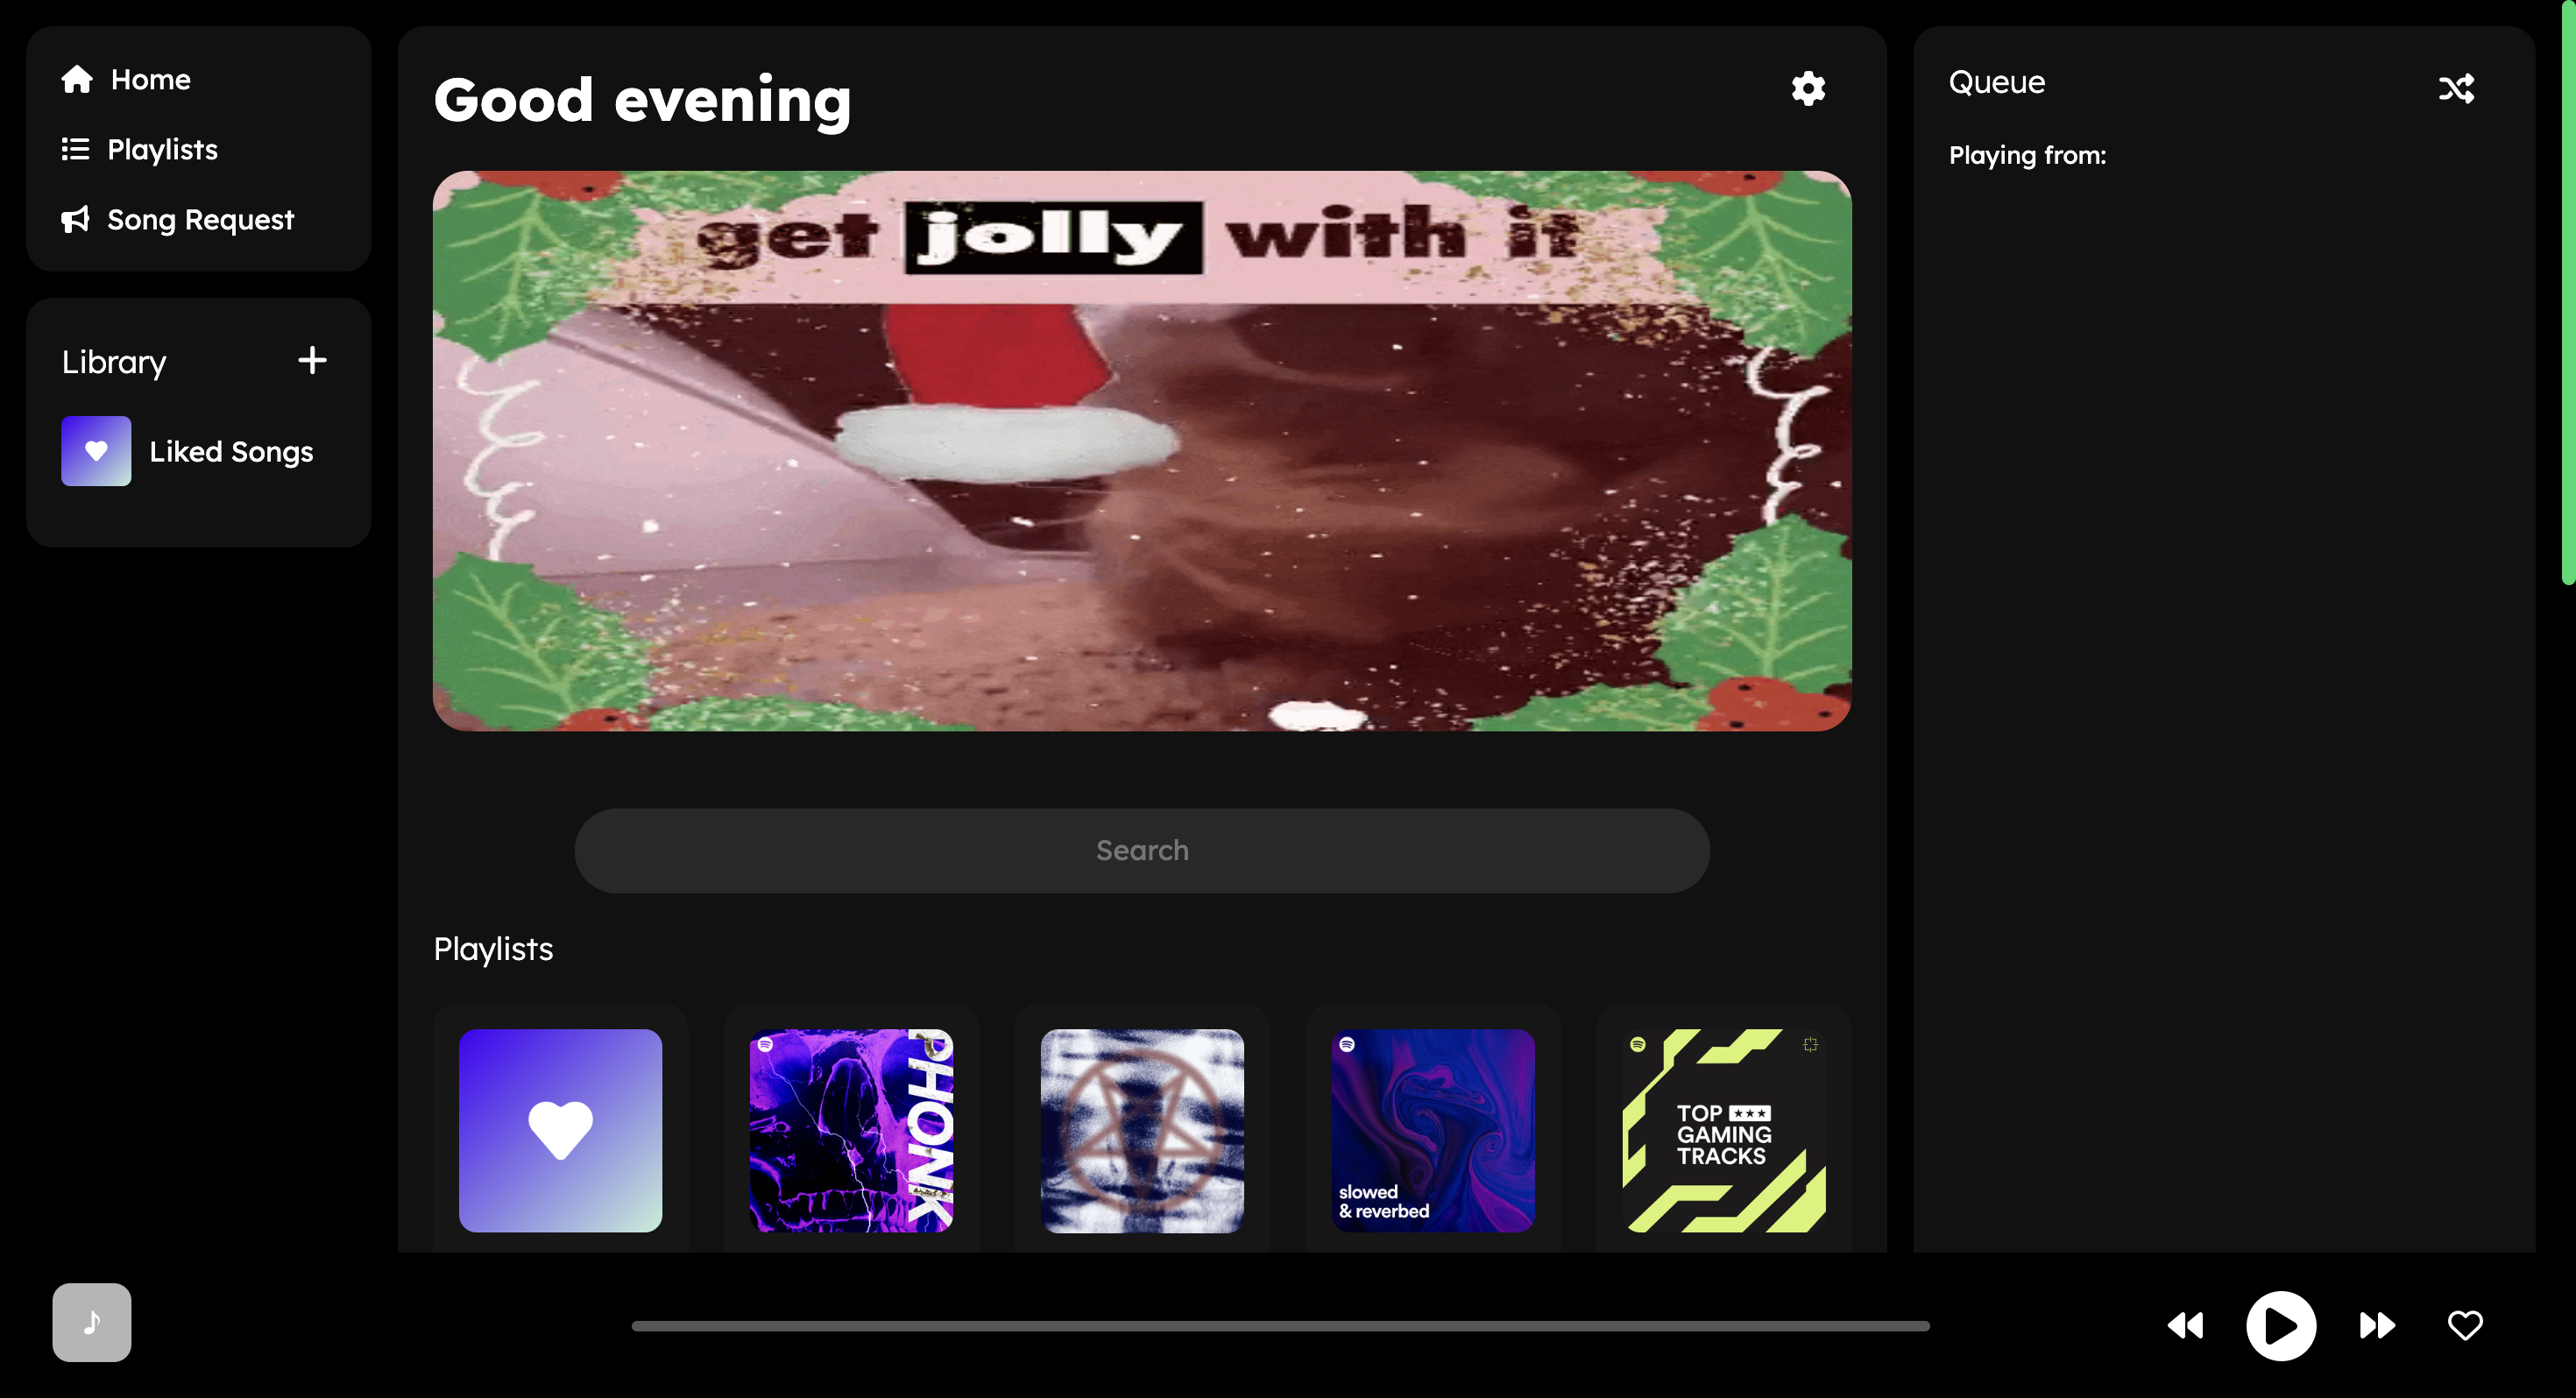 Home
Playlists
Song Request
Library
Liked Songs
Good evening
get jolly with it
Search
Playlists
PHONK
slowed
& reverbed
TOP
GAMING
TRACKS
Queue
Playing from: